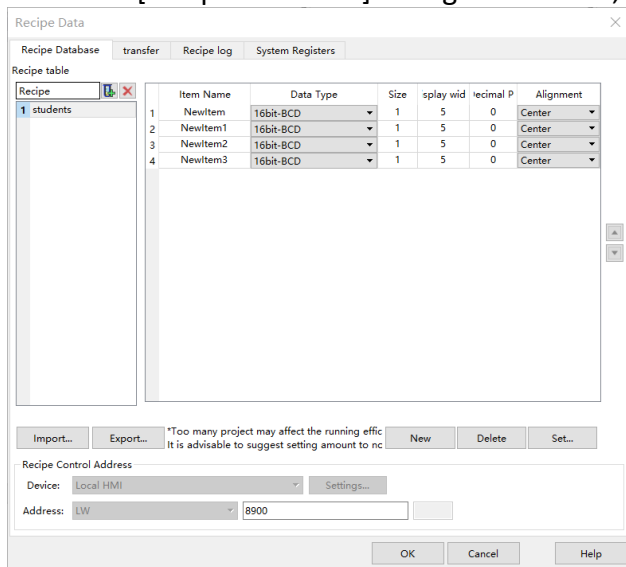 Recipe Data
Recipe Database transfer Recipe log System Registers
Recipe table
Recipe
1 students
Item Name Data Type Size splay wid ecimal P Alignment
1 NewItem 16bit-BCD 1 5 0 Center
2 NewItem1 16bit-BCD 1 5 0 Center
3 NewItem2 16bit-BCD 1 5 0 Center
4 NewItem3 16bit-BCD 1 5 0 Center
Import... Export... *Too many project may affect the running effic New Delete Set...
It is advisable to suggest setting amount to nc
Recipe Control Address
Device: Local HMI Settings...
Address: LW 8900
OK Cancel Help